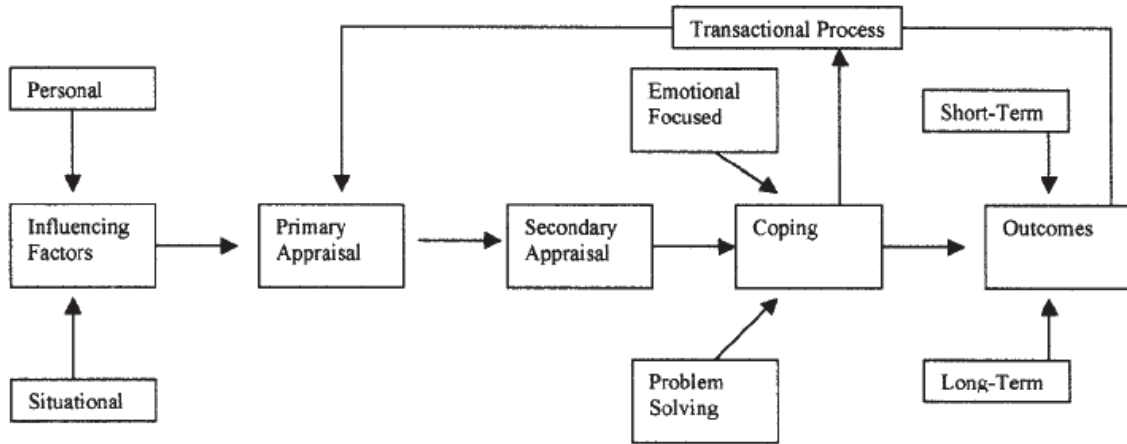 Transactional Process
Personal
Emotional
Focused
Short-Term
Influencing
Factors
Primary
Appraisal
Secondary
Appraisal
Coping
Outcomes
Situational
Problem
Solving
Long-Term